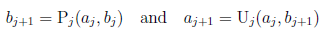 b_{j+1} = P_j(a_j, b_j) and a_{j+1} = U_j(a_j, b_{j+1})